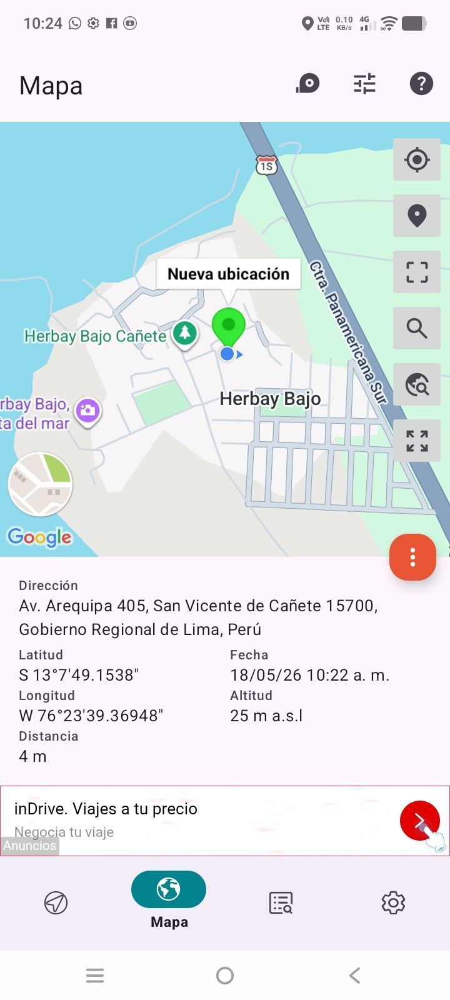 10:24
Vo) LTE
0.10 KB/s
4G
Mapa
1S
Nueva ubicación
Ctra. Panamericana Sur
Herbay Bajo Cañete
Herbay Bajo
rbay Bajo,
ta del mar
Google
Dirección
Av. Arequipa 405, San Vicente de Cañete 15700,
Gobierno Regional de Lima, Perú
Latitud
Fecha
S 13°7'49.1538"
18/05/26 10:22 a. m.
Longitud
Altitud
W 76°23'39.36948"
25 m a.s.l
Distancia
4 m
inDrive. Viajes a tu precio
Negocia tu viaje
Anuncios
Mapa